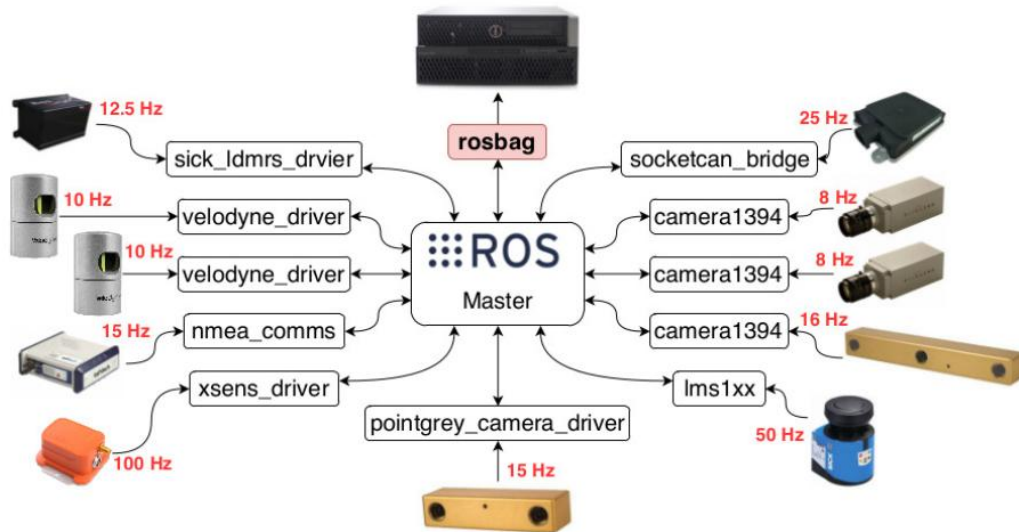 12.5 Hz
rosbag
25 Hz
sick_ldmrs_drvier
socketcan_bridge
10 Hz
velodyne_driver
camera1394
8 Hz
ROS
Master
10 Hz
velodyne_driver
camera1394
8 Hz
15 Hz
nmea_comms
camera1394
16 Hz
xsens_driver
lms1xx
pointgrey_camera_driver
50 Hz
100 Hz
15 Hz
SICK